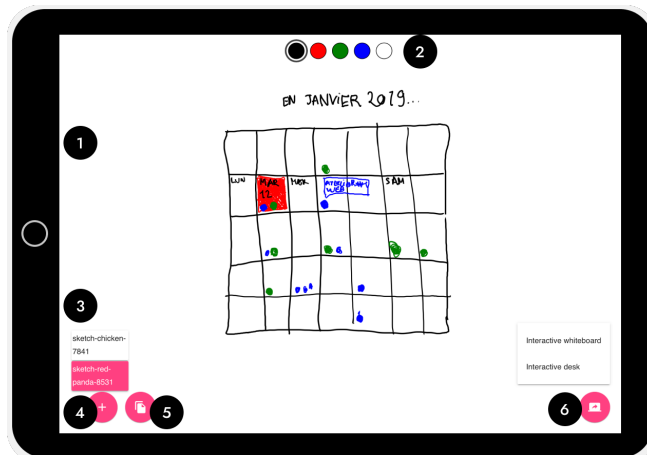 2
EN JANVIER 2019...
1
LUN MAR MER SAM
12
WEB
3
sketch-chicken-
7841
sketch-red-
panda-8531
Interactive whiteboard
Interactive desk
4 + 5 6